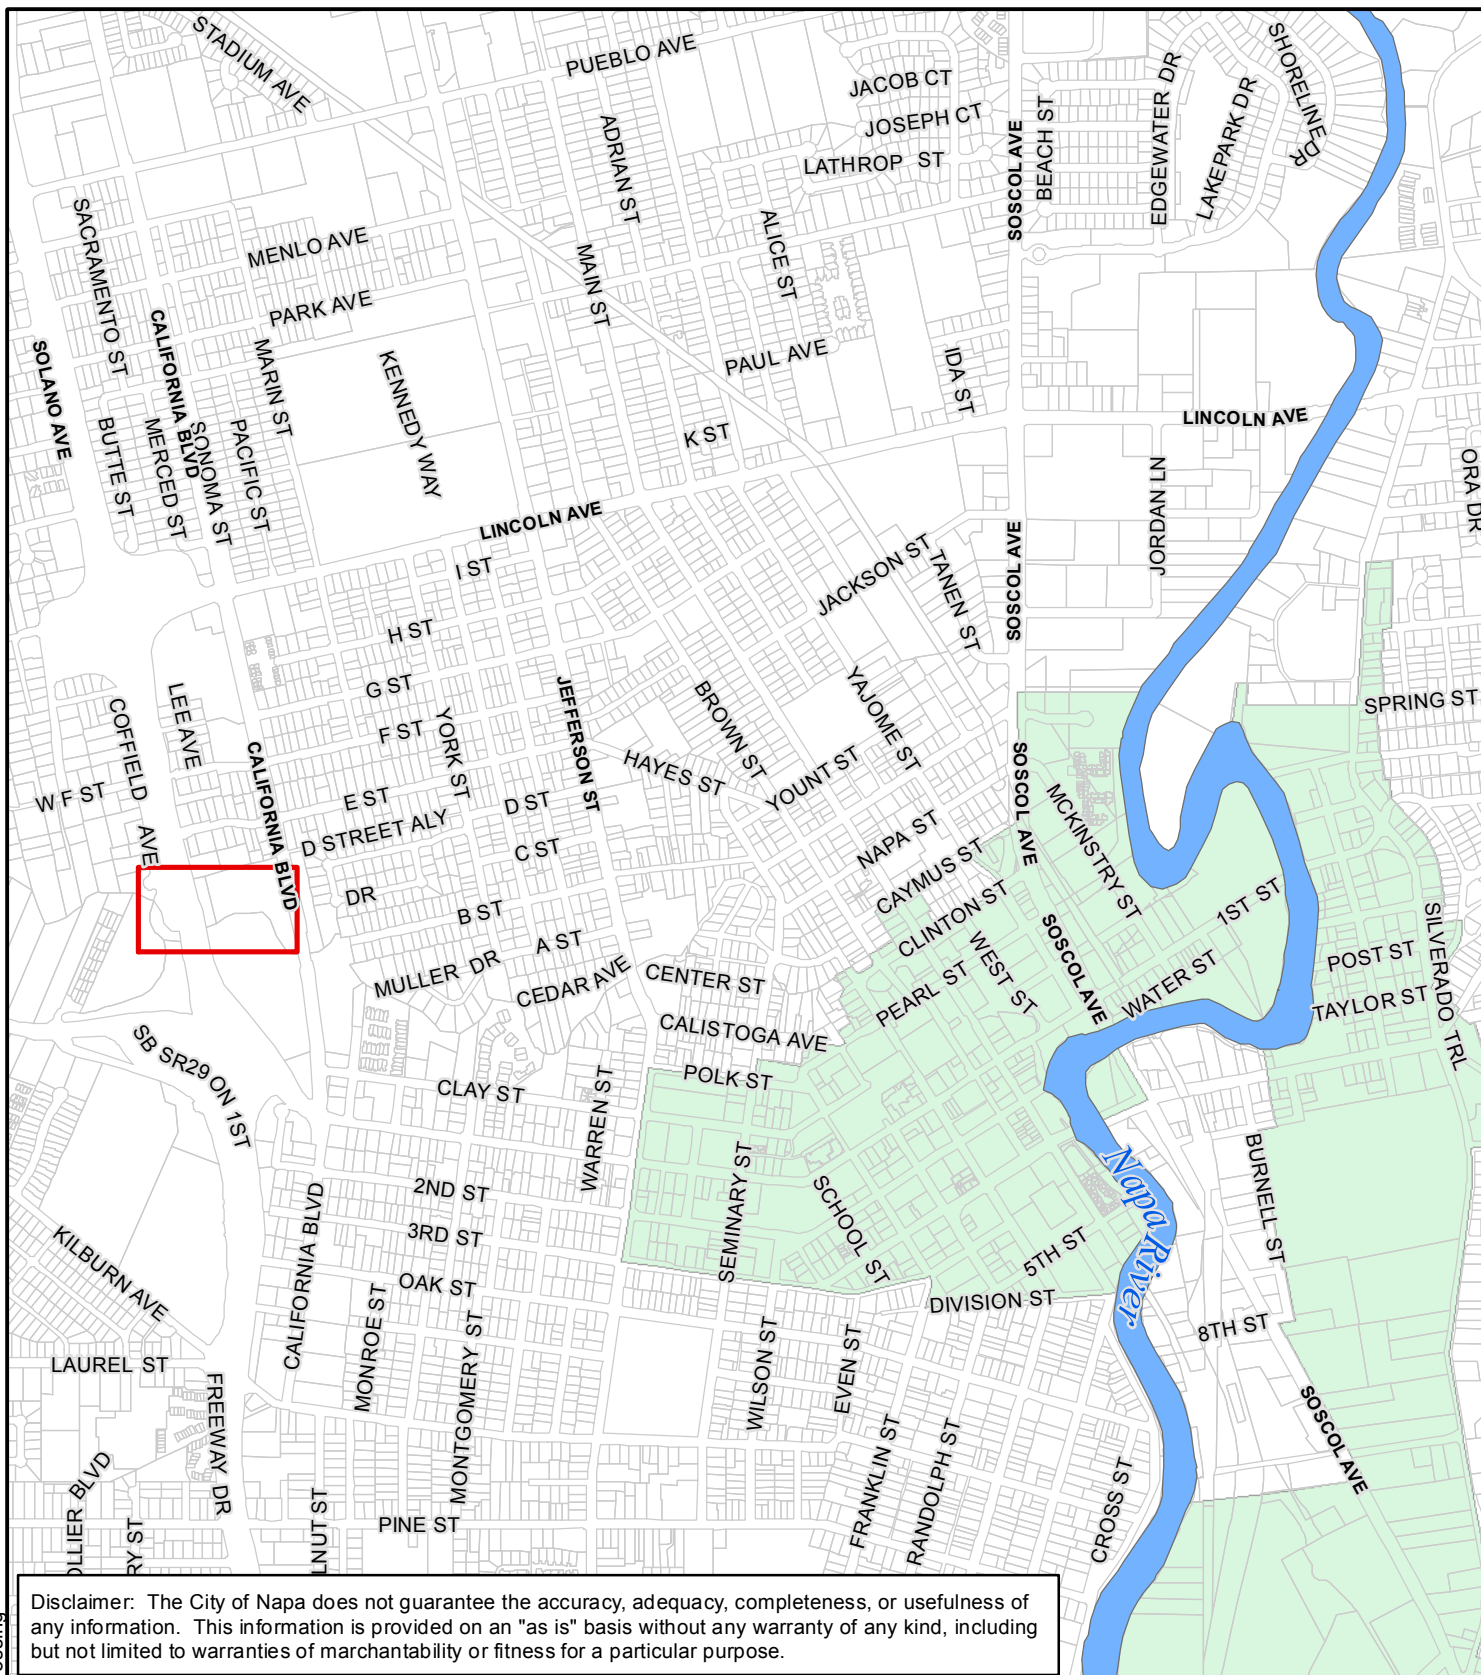 STADIUM AVE
PUEBLO AVE
JACOB CT
JOSEPH CT
LATHROP ST
SOSCOL AVE
BEACH ST
EDGEWATER DR
LAKEPARK DR
SHORELINE DR
ADRIAN ST
ALICE ST
SACRAMENTO ST
MENLO AVE
PARK AVE
MAIN ST
CALIFORNIA BLVD
SOLANO AVE
MARIN ST
KENNEDY WAY
PAUL AVE
IDA ST
LINCOLN AVE
BUTTE ST
MERCED ST
SONOMA ST
PACIFIC ST
K ST
LINCOLN AVE
JORDAN LN
ORA DR
I ST
JACKSON ST
TANEN ST
SOSCOL AVE
H ST
G ST
F ST
YORK ST
JEFFERSON ST
BROWN ST
YAJOME ST
SPRING ST
COFFIELD AVE
LEE AVE
W F ST
CALIFORNIA BLVD
E ST
D STREET ALY
D ST
C ST
HAYES ST
YOUNT ST
NAPA ST
CAYMUS ST
CLINTON ST
SOSCOL AVE
MCKINSTRY ST
1ST ST
DR
B ST
A ST
MULLER DR
CEDAR AVE
CENTER ST
CALISTOGA AVE
POLK ST
PEARL ST
WEST ST
SOSCOL AVE
WATER ST
POST ST
TAYLOR ST
SILVERADO TRL
SB SR29 ON 1ST
CLAY ST
WARREN ST
2ND ST
3RD ST
OAK ST
SEMINARY ST
SCHOOL ST
5TH ST
DIVISION ST
Napa River
BURNELL ST
8TH ST
KILBURN AVE
CALIFORNIA BLVD
MONROE ST
MONTGOMERY ST
LAUREL ST
FREEWAY DR
WILSON ST
EVEN ST
FRANKLIN ST
RANDOLPH ST
CROSS ST
SOSCOL AVE
OLLIER BLVD
RY ST
LNUT ST
PINE ST
Disclaimer: The City of Napa does not guarantee the accuracy, adequacy, completeness, or usefulness of
any information. This information is provided on an "as is" basis without any warranty of any kind, including
but not limited to warranties of marchantability or fitness for a particular purpose.